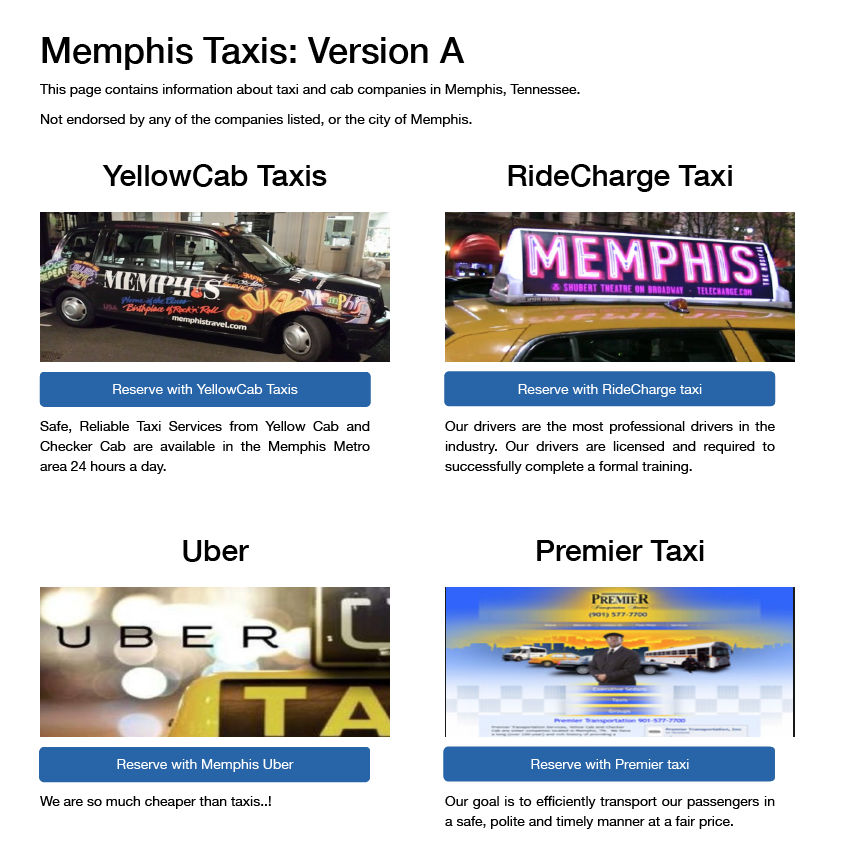 Memphis Taxis: Version A
This page contains information about taxi and cab companies in Memphis, Tennessee.
Not endorsed by any of the companies listed, or the city of Memphis.
YellowCab Taxis
MEMPHIS
Home of the Blues
Birthplace of Rock'n' Roll
memphistravel.com
Reserve with YellowCab Taxis
Safe, Reliable Taxi Services from Yellow Cab and
Checker Cab are available in the Memphis Metro
area 24 hours a day.
RideCharge Taxi
MEMPHIS
THE MUSICAL
SHUBERT THEATRE ON BROADWAY · TELECHARGE.COM
Reserve with RideCharge taxi
Our drivers are the most professional drivers in the
industry. Our drivers are licensed and required to
successfully complete a formal training.
Uber
UBER
TA
Reserve with Memphis Uber
We are so much cheaper than taxis..!
Premier Taxi
PREMIER
Transportation Services
(901) 577-7700
Executive Sedans
Taxis
Groups
Premier Transportation 901-577-7700
Reserve with Premier taxi
Our goal is to efficiently transport our passengers in
a safe, polite and timely manner at a fair price.